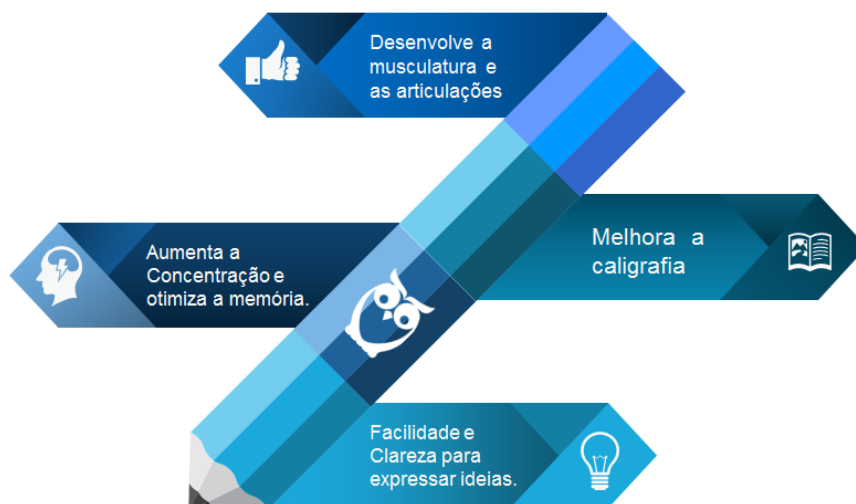 Desenvolve a
musculatura e
as articulações
Melhora a
caligrafia
Aumenta a
Concentração e
otimiza a memória.
Facilidade e
Clareza para
expressar ideias.